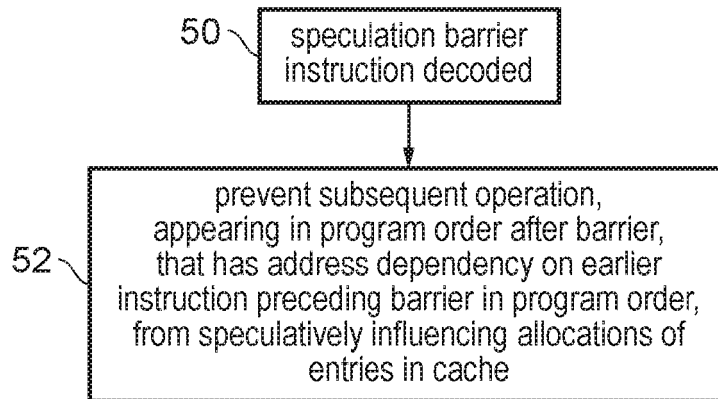 50
speculation barrier
instruction decoded
52
prevent subsequent operation,
appearing in program order after barrier,
that has address dependency on earlier
instruction preceding barrier in program order,
from speculatively influencing allocations of
entries in cache